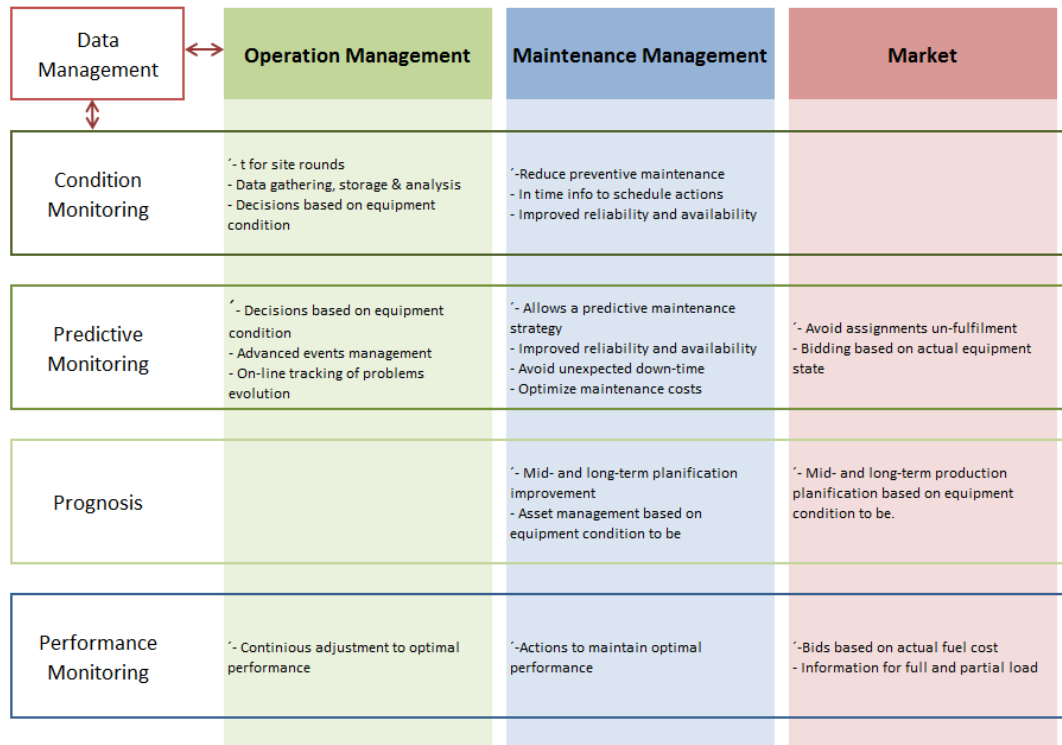 Data
Management
Operation Management
Maintenance Management
Market
Condition
Monitoring
´- t for site rounds
- Data gathering, storage & analysis
- Decisions based on equipment
condition
´-Reduce preventive maintenance
- In time info to schedule actions
- Improved reliability and availability
Predictive
Monitoring
´- Decisions based on equipment
condition
- Advanced events management
- On-line tracking of problems
evolution
´- Allows a predictive maintenance
strategy
- Improved reliability and availability
- Avoid unexpected down-time
- Optimize maintenance costs
´- Avoid assignments un-fulfilment
- Bidding based on actual equipment
state
Prognosis
´- Mid- and long-term planification
improvement
- Asset management based on
equipment condition to be
´- Mid- and long-term production
planification based on equipment
condition to be.
Performance
Monitoring
´- Continious adjustment to optimal
performance
´-Actions to maintain optimal
performance
´-Bids based on actual fuel cost
- Information for full and partial load